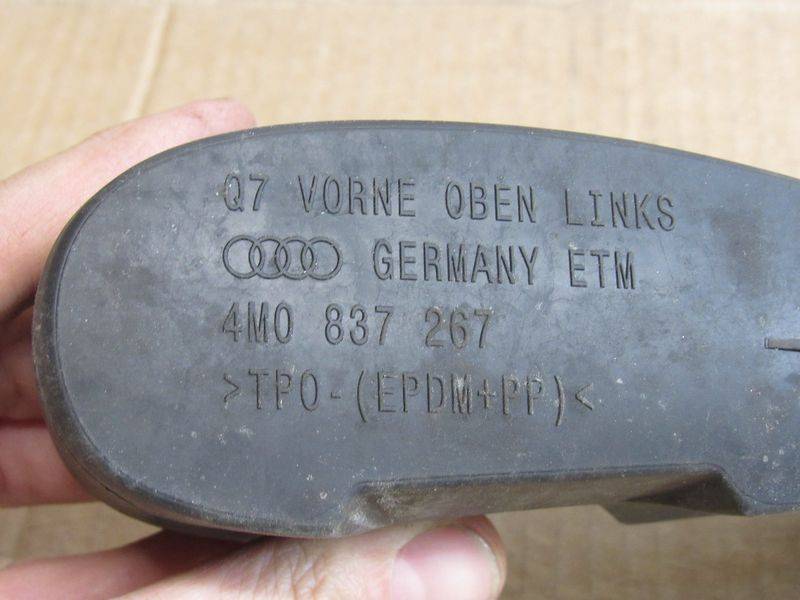 Q7 VORNE OBEN LINKS
GERMANY ETM
4M0 837 267
>TPO-(EPDM+PP)<